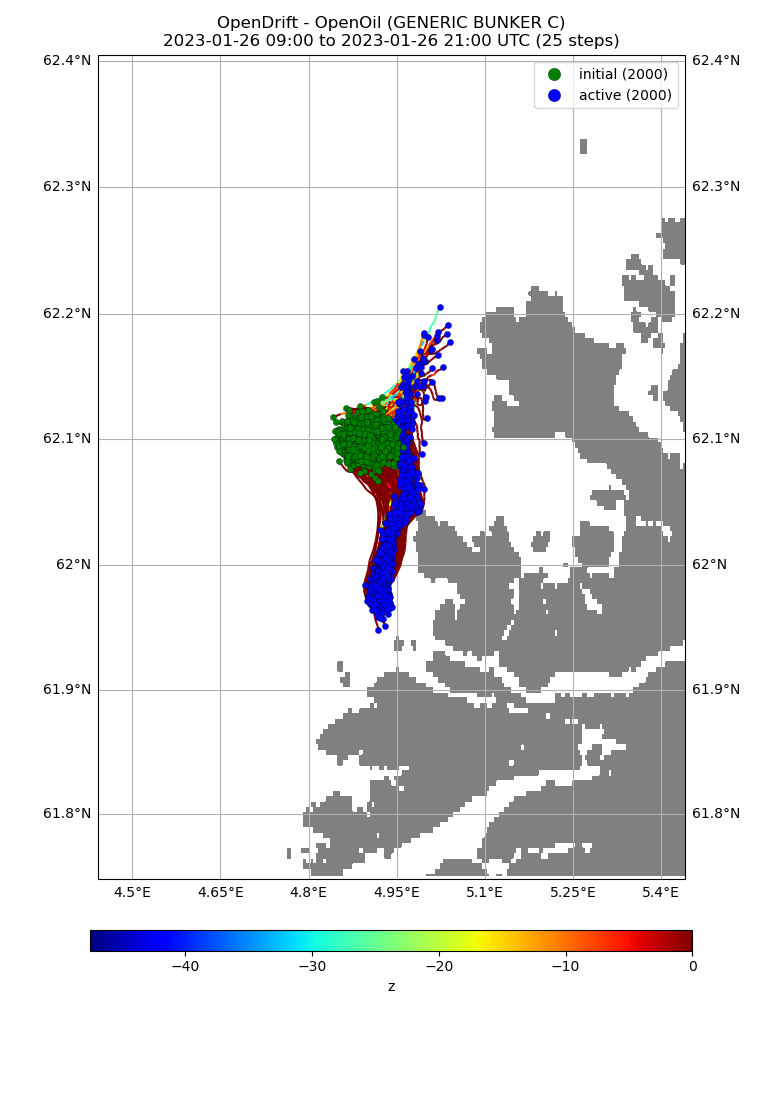 OpenDrift - OpenOil (GENERIC BUNKER C)
2023-01-26 09:00 to 2023-01-26 21:00 UTC (25 steps)
62.4°N 62.4°N
initial (2000)
active (2000)
62.3°N 62.3°N
62.2°N 62.2°N
62.1°N 62.1°N
62°N 62°N
61.9°N 61.9°N
61.8°N 61.8°N
4.5°E 4.65°E 4.8°E 4.95°E 5.1°E 5.25°E 5.4°E
−40 −30 −20 −10 0
z